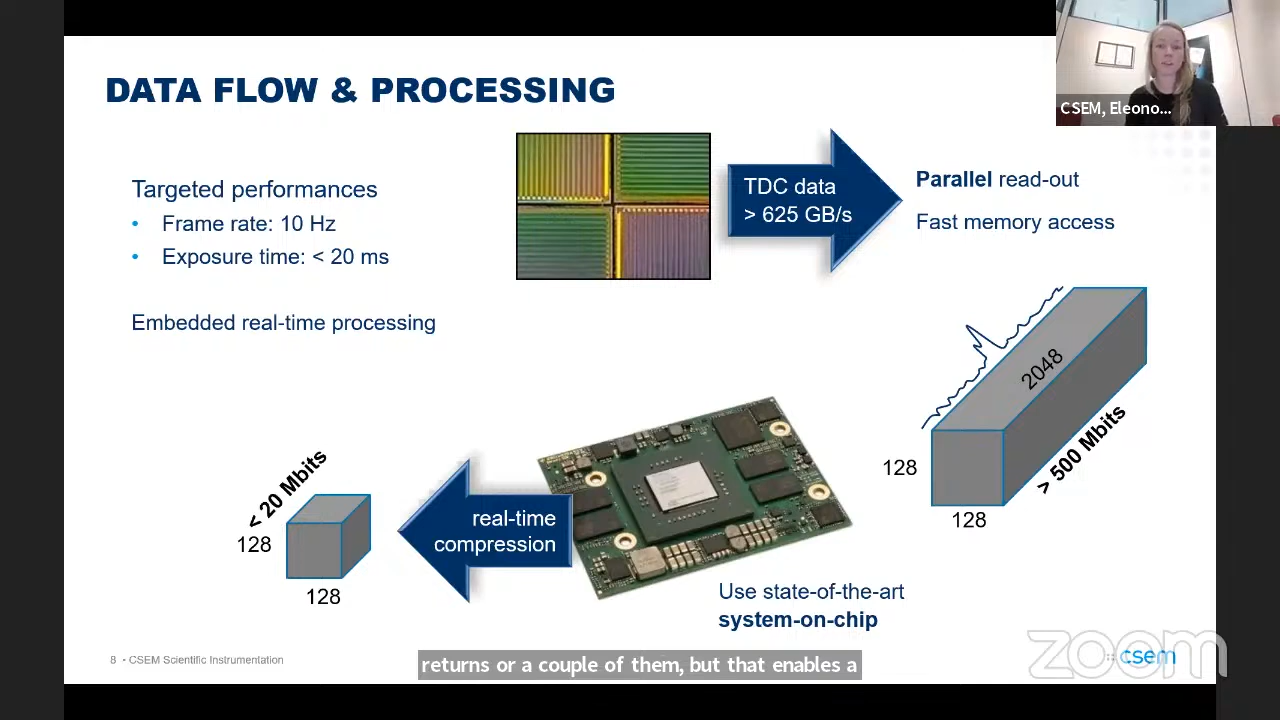 CSEM, Eleono...
DATA FLOW & PROCESSING
Targeted performances
• Frame rate: 10 Hz
• Exposure time: < 20 ms
Embedded real-time processing
TDC data
> 625 GB/s
Parallel read-out
Fast memory access
2048
128
128
> 500 Mbits
< 20 Mbits
128
128
real-time
compression
Use state-of-the-art
system-on-chip
8 • CSEM Scientific Instrumentation
returns or a couple of them, but that enables a
csem
zoom